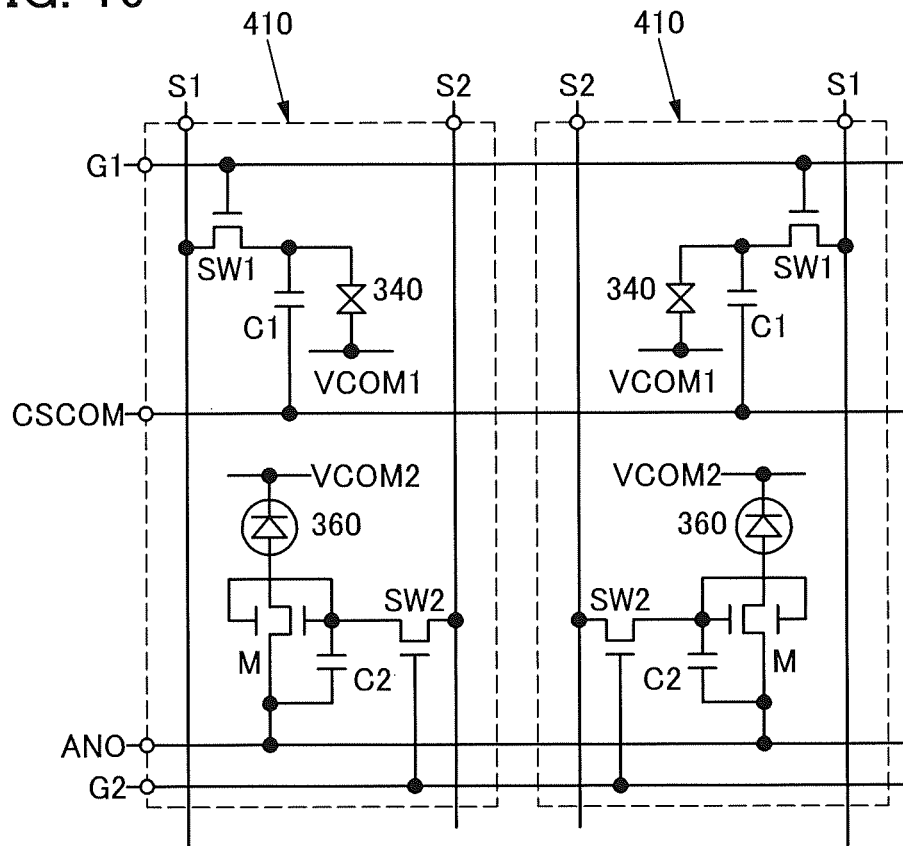 410 410
S1 S2 S2 S1
G1
SW1 SW1
340 340
C1 C1
VCOM1 VCOM1
CSCOM
VCOM2 VCOM2
360 360
SW2 SW2
M C2 C2 M
ANO
G2